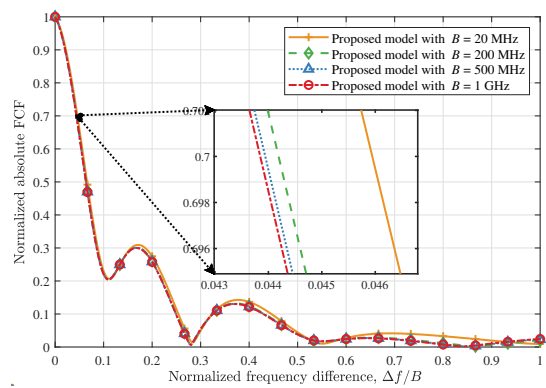 Normalized absolute FCF
1
0.9
0.8
0.7
0.6
0.5
0.4
0.3
0.2
0.1
0
Proposed model with B = 20 MHz
Proposed model with B = 200 MHz
Proposed model with B = 500 MHz
Proposed model with B = 1 GHz
0.7
0.698
0.043
0.044
0.045
0.046
0 0.1 0.2 0.3 0.4 0.5 0.6 0.7 0.8 0.9 1
Normalized frequency difference, Δf/B